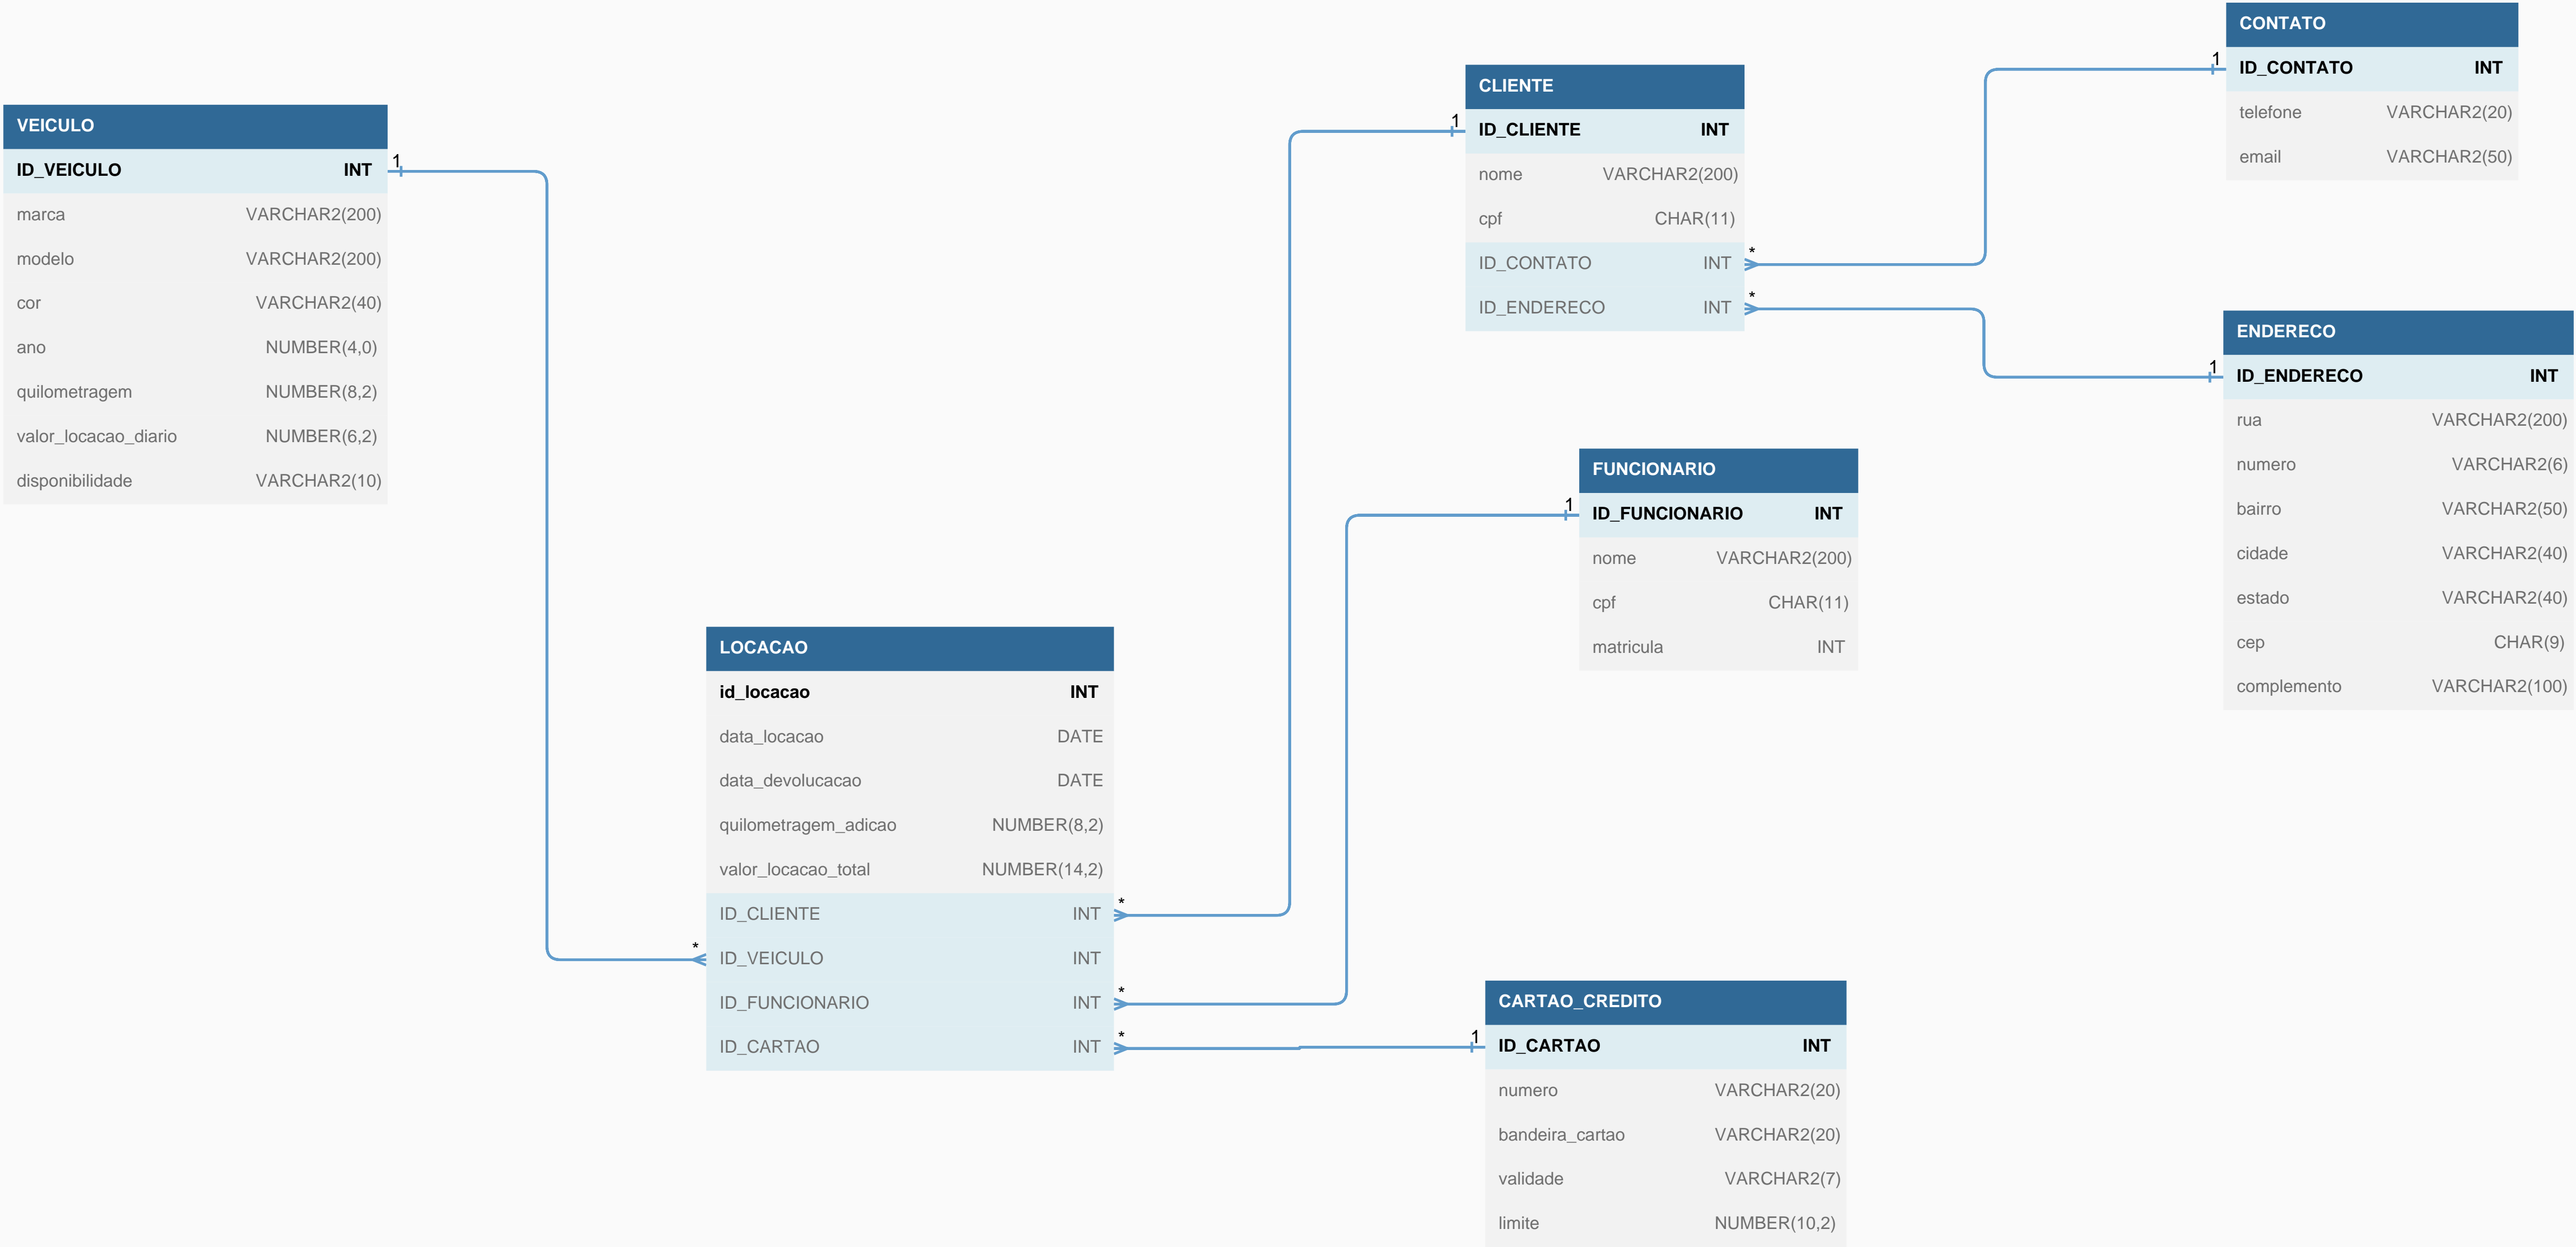 VEICULO
ID_VEICULO INT
marca VARCHAR2(200)
modelo VARCHAR2(200)
cor VARCHAR2(40)
ano NUMBER(4,0)
quilometragem NUMBER(8,2)
valor_locacao_diario NUMBER(6,2)
disponibilidade VARCHAR2(10)
1
*
LOCACAO
id_locacao INT
data_locacao DATE
data_devolucacao DATE
quilometragem_adicao NUMBER(8,2)
valor_locacao_total NUMBER(14,2)
ID_CLIENTE INT
ID_VEICULO INT
ID_FUNCIONARIO INT
ID_CARTAO INT
*
*
*
1
CLIENTE
ID_CLIENTE INT
nome VARCHAR2(200)
cpf CHAR(11)
ID_CONTATO INT
ID_ENDERECO INT
*
*
1
FUNCIONARIO
ID_FUNCIONARIO INT
nome VARCHAR2(200)
cpf CHAR(11)
matricula INT
1
CARTAO_CREDITO
ID_CARTAO INT
numero VARCHAR2(20)
bandeira_cartao VARCHAR2(20)
validade VARCHAR2(7)
limite NUMBER(10,2)
1
CONTATO
ID_CONTATO INT
telefone VARCHAR2(20)
email VARCHAR2(50)
1
ENDERECO
ID_ENDERECO INT
rua VARCHAR2(200)
numero VARCHAR2(6)
bairro VARCHAR2(50)
cidade VARCHAR2(40)
estado VARCHAR2(40)
cep CHAR(9)
complemento VARCHAR2(100)